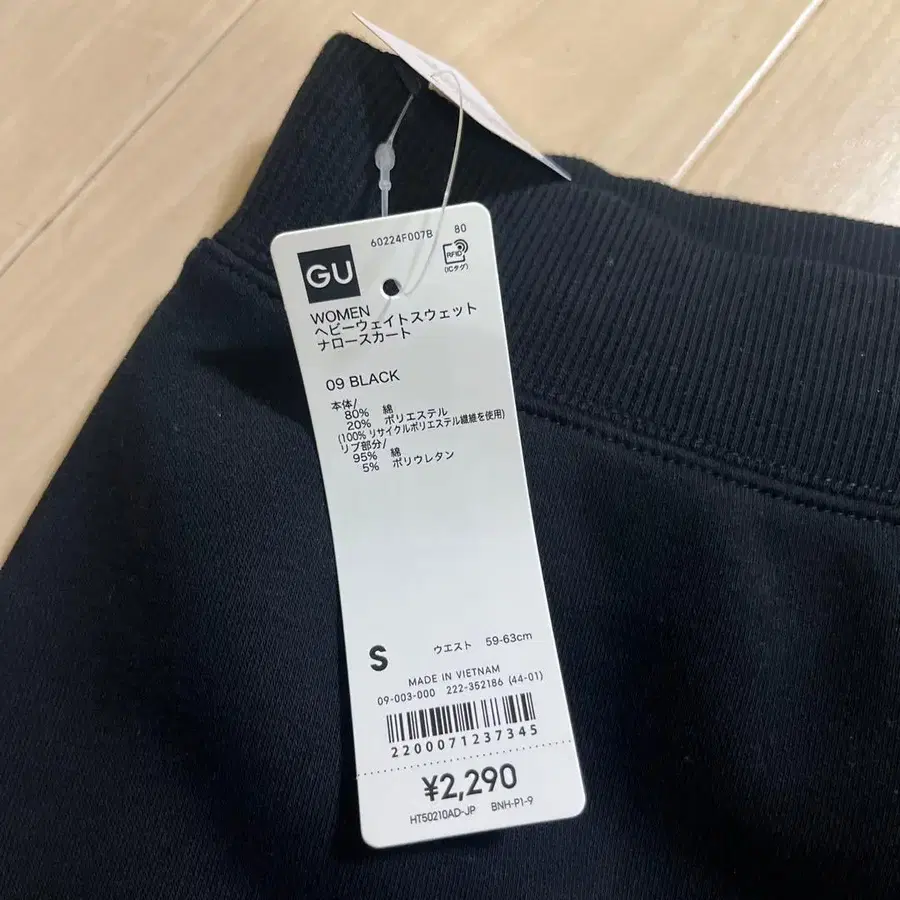 60224F007B 80
GU
RFID
(ICタグ)
WOMEN
ヘビーウェイトスウェット
ナロースカート
09 BLACK
本体/
80% 綿
20% ポリエステル
(100% リサイクルポリエステル繊維を使用)
リブ部分/
95% 綿
5% ポリウレタン
S ウエスト 59-63cm
MADE IN VIETNAM
09-003-000 222-352186 (44-01)
2200071237345
¥2,290
HT50210AD-JP BNH-P1-9